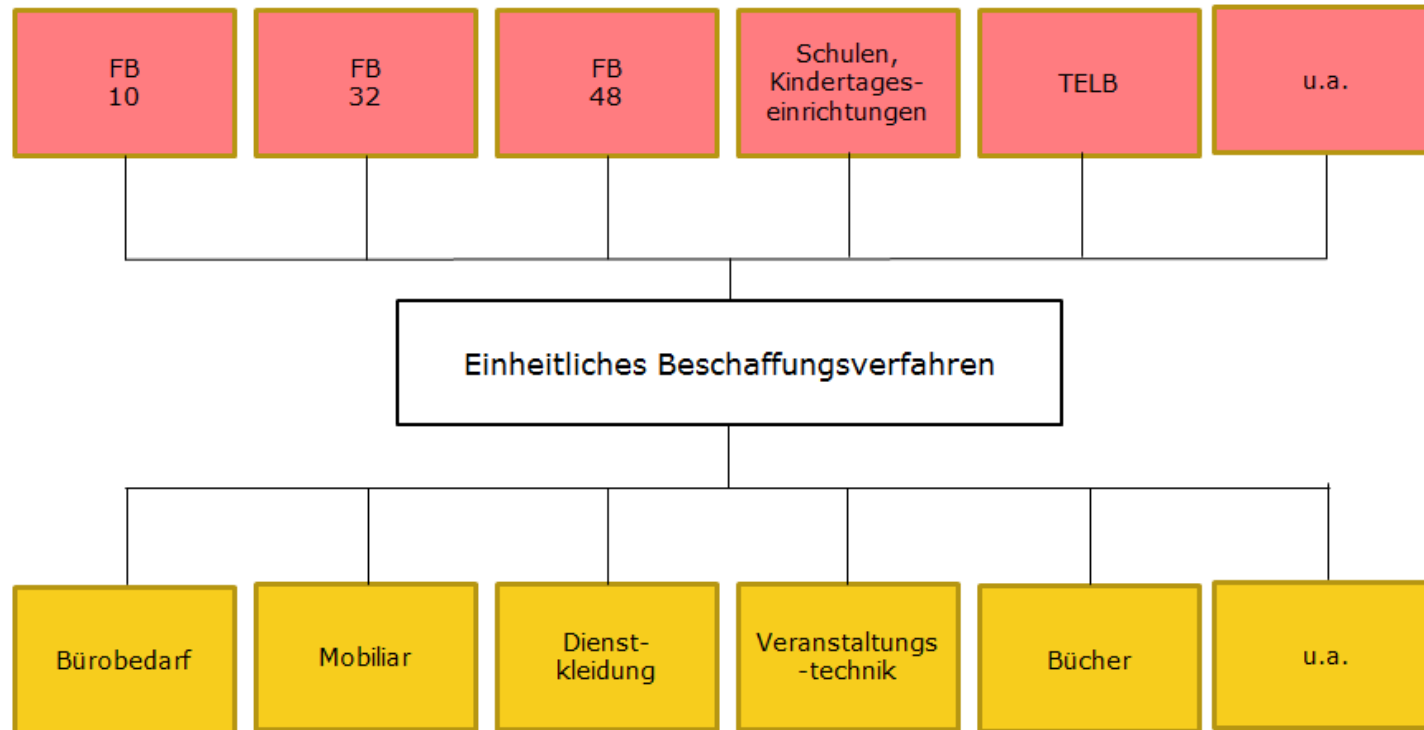 FB
10
FB
32
FB
48
Schulen,
Kindertages-
einrichtungen
TELB
u.a.
Einheitliches Beschaffungsverfahren
Bürobedarf
Mobiliar
Dienst-
kleidung
Veranstaltungs
-technik
Bücher
u.a.